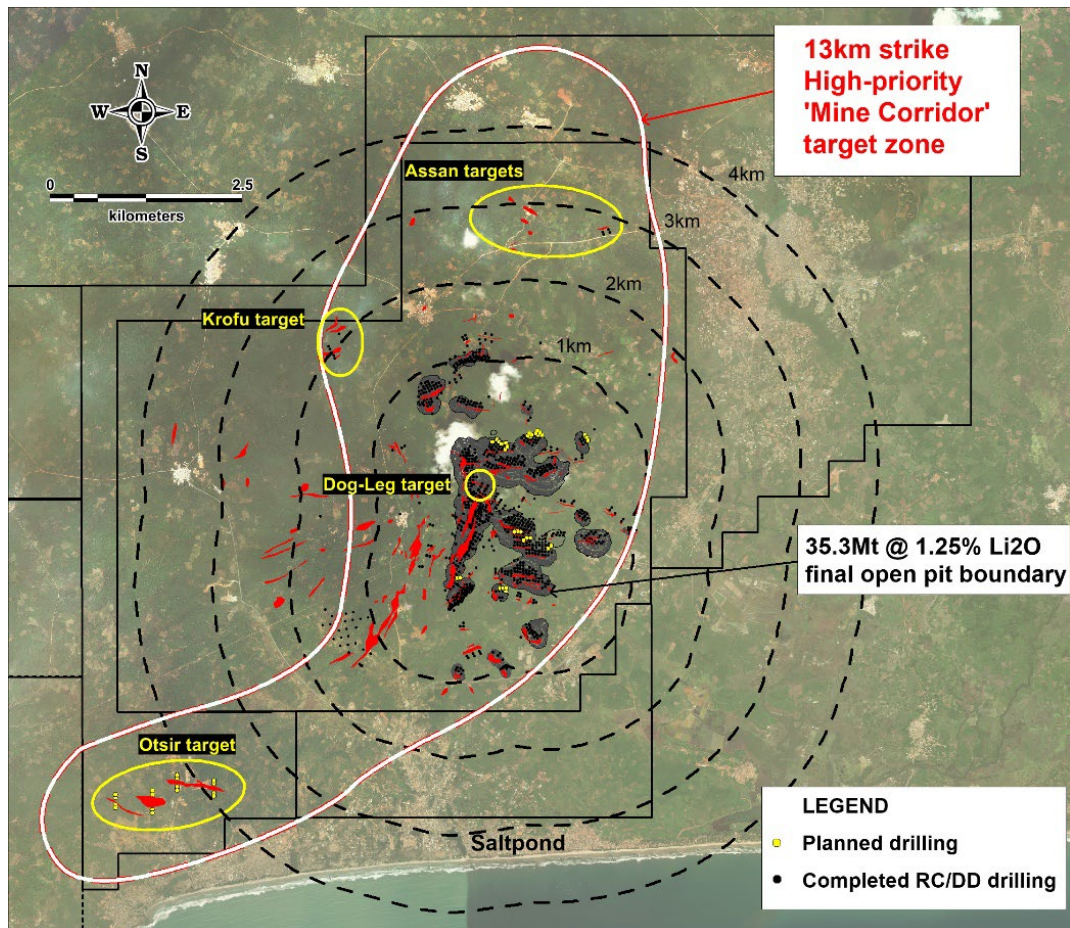 13km strike
High-priority
'Mine Corridor'
target zone
N
W E
S
0 2.5
kilometers
Assan targets
4km
3km
2km
Krofu target
1km
Dog-Leg target
35.3Mt @ 1.25% Li2O
final open pit boundary
Otsir target
Saltpond
LEGEND
Planned drilling
Completed RC/DD drilling